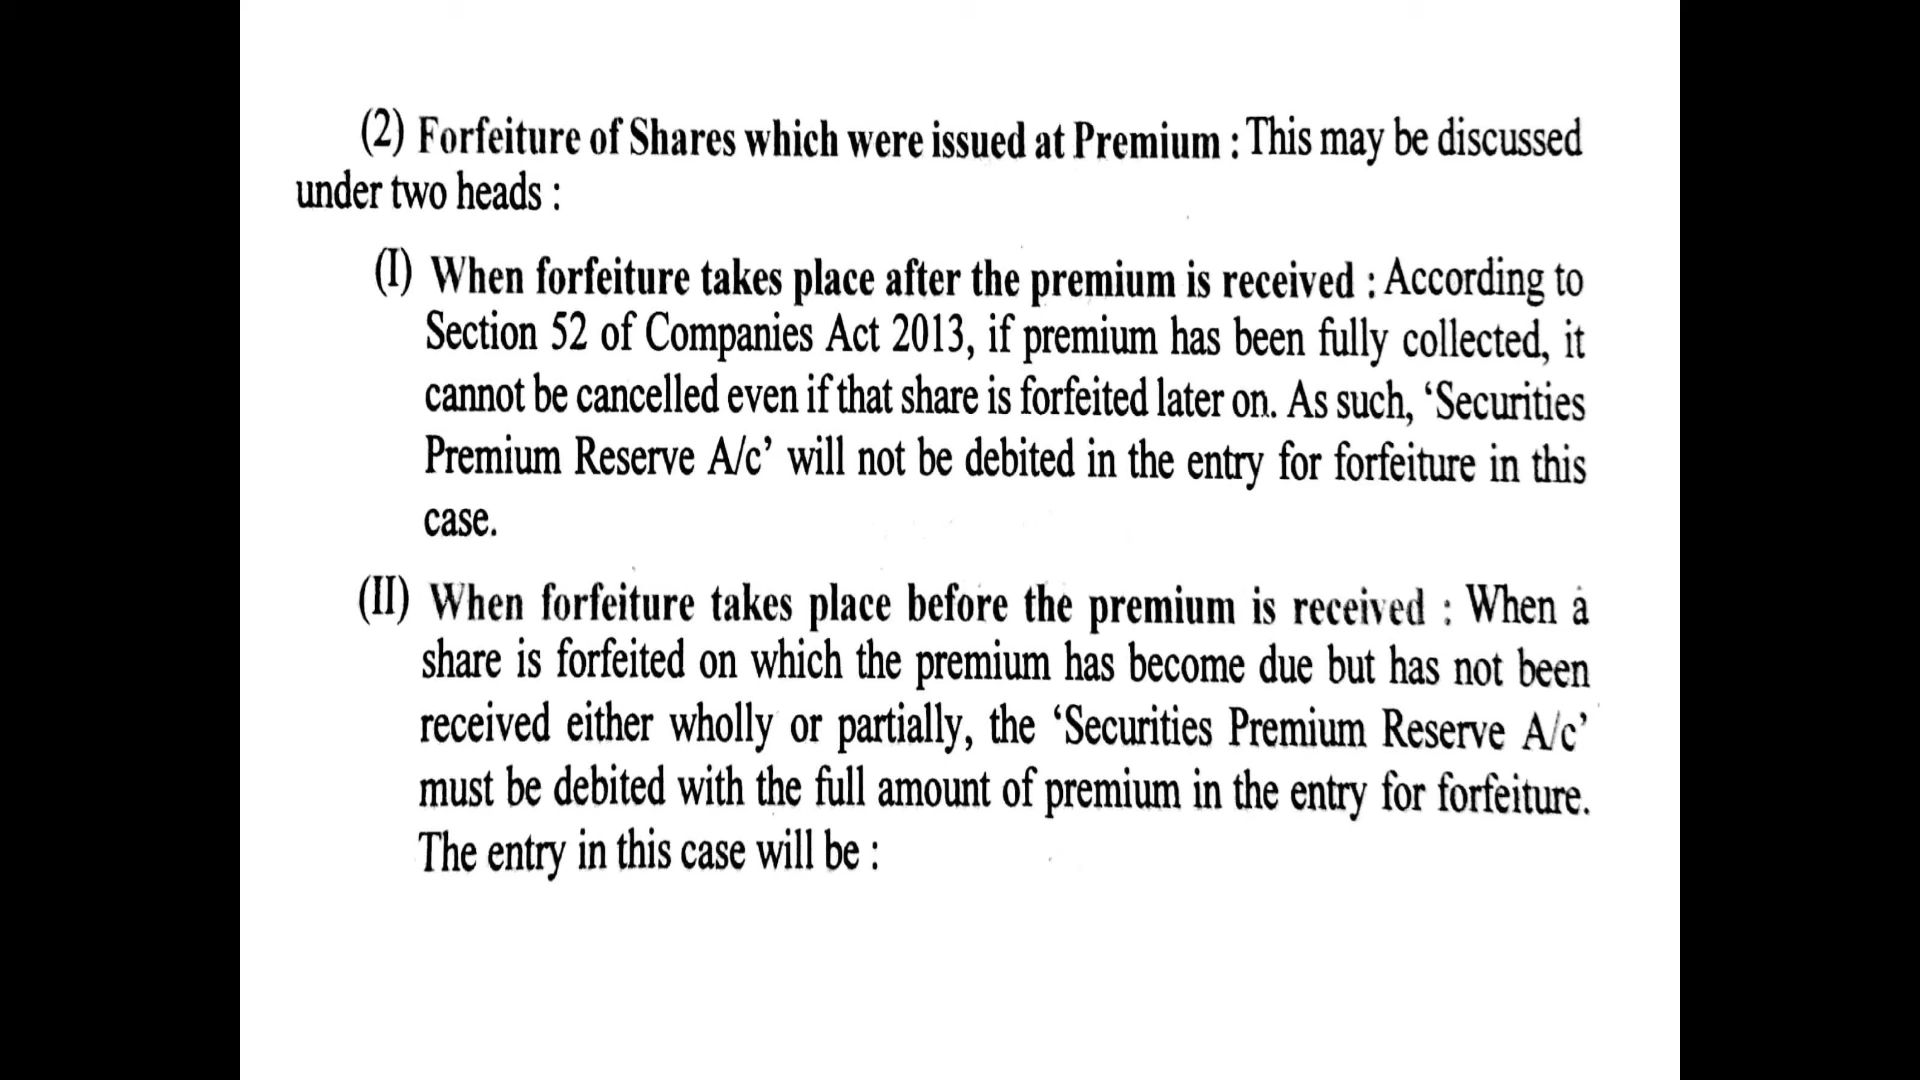 (2) Forfeiture of Shares which were issued at Premium : This may be discussed
under two heads :
(I) When forfeiture takes place after the premium is received : According to
Section 52 of Companies Act 2013, if premium has been fully collected, it
cannot be cancelled even if that share is forfeited later on. As such, ‘Securities
Premium Reserve A/c’ will not be debited in the entry for forfeiture in this
case.
(II) When forfeiture takes place before the premium is received : When a
share is forfeited on which the premium has become due but has not been
received either wholly or partially, the ‘Securities Premium Reserve A/c’
must be debited with the full amount of premium in the entry for forfeiture.
The entry in this case will be :